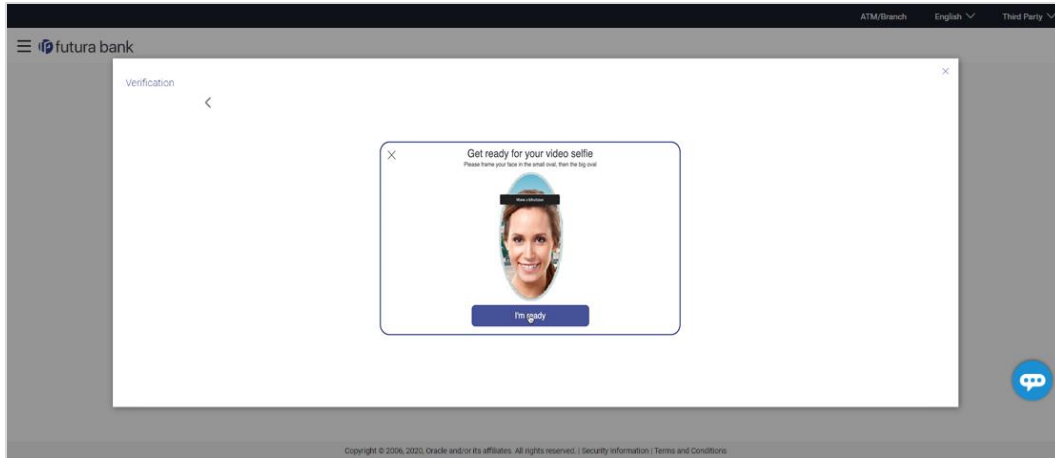 ATM/Branch English Third Party
futura bank
Verification
Get ready for your video selfie
Please frame your face in the small oval, then the big oval
I'm ready
Copyright © 2006, 2020, Oracle and/or its affiliates. All rights reserved. | Security Information | Terms and Conditions